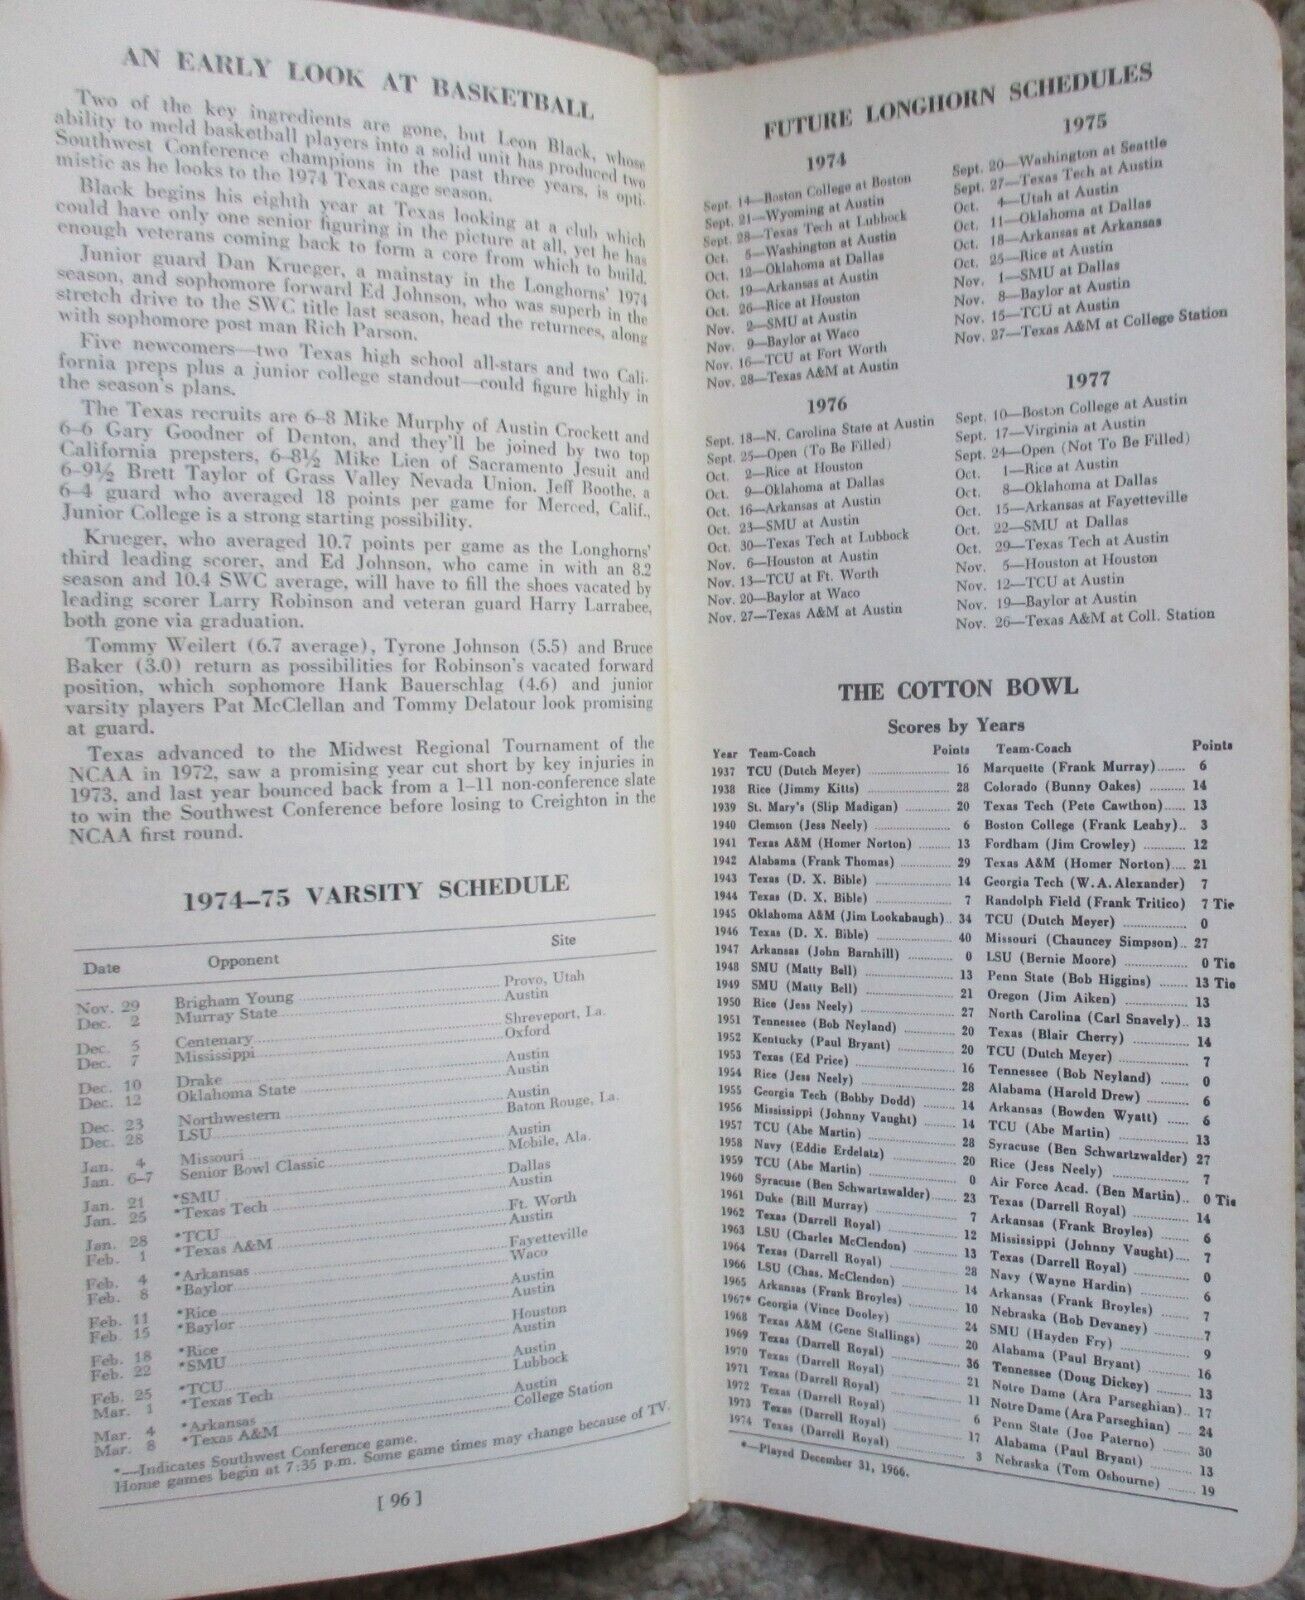 AN EARLY LOOK AT BASKETBALL
Two of the key ingredients are gone, but Leon Black, whose
ability to meld basketball players into a solid unit has produced two
Southwest Conference champions in the past three years, is opti-
mistic as he looks to the 1974 Texas cage season.
Black begins his eighth year at Texas looking at a club which
could have only one senior figuring in the picture at all, yet he has
enough veterans coming back to form a core from which to build.
Junior guard Dan Krueger, a mainstay in the Longhorns' 1974
season, and sophomore forward Ed Johnson, who was superb in the
stretch drive to the SWC title last season, head the returnees, along
with sophomore post man Rich Parson.
Five newcomers—two Texas high school all-stars and two Cali-
fornia preps plus a junior college standout—could figure highly in
the season's plans.
The Texas recruits are 6-8 Mike Murphy of Austin Crockett and
6-6 Gary Goodner of Denton, and they'll be joined by two top
California prepsters, 6-8½ Mike Lien of Sacramento Jesuit and
6-9½ Brett Taylor of Grass Valley Nevada Union. Jeff Boothe, a
6-4 guard who averaged 18 points per game for Merced, Calif.,
Junior College is a strong starting possibility.
Krueger, who averaged 10.7 points per game as the Longhorns'
third leading scorer, and Ed Johnson, who came in with an 8.2
season and 10.4 SWC average, will have to fill the shoes vacated by
leading scorer Larry Robinson and veteran guard Harry Larrabee,
both gone via graduation.
Tommy Weilert (6.7 average), Tyrone Johnson (5.5) and Bruce
Baker (3.0) return as possibilities for Robinson's vacated forward
position, which sophomore Hank Bauerschlag (4.6) and junior
varsity players Pat McClellan and Tommy Delatour look promising
at guard.
Texas advanced to the Midwest Regional Tournament of the
NCAA in 1972, saw a promising year cut short by key injuries in
1973, and last year bounced back from a 1-11 non-conference slate
to win the Southwest Conference before losing to Creighton in the
NCAA first round.
1974-75 VARSITY SCHEDULE
Date Opponent Site
Nov. 29 Brigham Young Provo, Utah
Dec. 2 Murray State Austin
Dec. 5 Centenary Shreveport, La.
Dec. 7 Mississippi Oxford
Dec. 10 Drake Austin
Dec. 12 Oklahoma State Austin
Dec. 23 Northwestern Austin
Dec. 28 LSU Baton Rouge, La.
Jan. 4 Missouri Austin
Jan. 6-7 Senior Bowl Classic Mobile, Ala.
Jan. 21 *SMU Dallas
Jan. 25 *Texas Tech Austin
Jan. 28 *TCU Ft. Worth
Feb. 1 *Texas A&M Austin
Feb. 4 *Arkansas Fayetteville
Feb. 8 *Baylor Waco
Feb. 11 *Rice Austin
Feb. 15 *Baylor Austin
Feb. 18 *Rice Houston
Feb. 22 *SMU Austin
Feb. 25 *TCU Austin
Mar. 1 *Texas Tech Lubbock
Mar. 4 *Arkansas Austin
Mar. 8 *Texas A&M College Station
*—Indicates Southwest Conference game.
Home games begin at 7:35 p.m. Some game times may change because of TV.
[ 96 ]
FUTURE LONGHORN SCHEDULES
1974
Sept. 14—Boston College at Boston
Sept. 21—Wyoming at Austin
Sept. 28—Texas Tech at Lubbock
Oct. 5—Washington at Austin
Oct. 12—Oklahoma at Dallas
Oct. 19—Arkansas at Austin
Oct. 26—Rice at Houston
Nov. 2—SMU at Austin
Nov. 9—Baylor at Waco
Nov. 16—TCU at Fort Worth
Nov. 28—Texas A&M at Austin
1975
Sept. 20—Washington at Seattle
Sept. 27—Texas Tech at Austin
Oct. 4—Utah at Austin
Oct. 11—Oklahoma at Dallas
Oct. 18—Arkansas at Arkansas
Oct. 25—Rice at Austin
Nov. 1—SMU at Dallas
Nov. 8—Baylor at Austin
Nov. 15—TCU at Austin
Nov. 27—Texas A&M at College Station
1976
Sept. 18—N. Carolina State at Austin
Sept. 25—Open (To Be Filled)
Oct. 2—Rice at Houston
Oct. 9—Oklahoma at Dallas
Oct. 16—Arkansas at Austin
Oct. 23—SMU at Austin
Oct. 30—Texas Tech at Lubbock
Nov. 6—Houston at Austin
Nov. 13—TCU at Ft. Worth
Nov. 20—Baylor at Waco
Nov. 27—Texas A&M at Austin
1977
Sept. 10—Boston College at Austin
Sept. 17—Virginia at Austin
Sept. 24—Open (Not To Be Filled)
Oct. 1—Rice at Austin
Oct. 8—Oklahoma at Dallas
Oct. 15—Arkansas at Fayetteville
Oct. 22—SMU at Dallas
Oct. 29—Texas Tech at Austin
Nov. 5—Houston at Houston
Nov. 12—TCU at Austin
Nov. 19—Baylor at Austin
Nov. 26—Texas A&M at Coll. Station
THE COTTON BOWL
Scores by Years
Year Team-Coach Points Team-Coach Points
1937 TCU (Dutch Meyer) 16 Marquette (Frank Murray) 6
1938 Rice (Jimmy Kitts) 28 Colorado (Bunny Oakes) 14
1939 St. Mary's (Slip Madigan) 20 Texas Tech (Pete Cawthon) 13
1940 Clemson (Jess Neely) 6 Boston College (Frank Leahy) 3
1941 Texas A&M (Homer Norton) 13 Fordham (Jim Crowley) 12
1942 Alabama (Frank Thomas) 29 Texas A&M (Homer Norton) 21
1943 Texas (D. X. Bible) 14 Georgia Tech (W. A. Alexander) 7
1944 Texas (D. X. Bible) 7 Randolph Field (Frank Tritico) 7 Tie
1945 Oklahoma A&M (Jim Lookabaugh) 34 TCU (Dutch Meyer) 0
1946 Texas (D. X. Bible) 40 Missouri (Chauncey Simpson) 27
1947 Arkansas (John Barnhill) 0 LSU (Bernie Moore) 0 Tie
1948 SMU (Matty Bell) 13 Penn State (Bob Higgins) 13 Tie
1949 SMU (Matty Bell) 21 Oregon (Jim Aiken) 13
1950 Rice (Jess Neely) 27 North Carolina (Carl Snavely) 13
1951 Tennessee (Bob Neyland) 20 Texas (Blair Cherry) 14
1952 Kentucky (Paul Bryant) 20 TCU (Dutch Meyer) 7
1953 Texas (Ed Price) 16 Tennessee (Bob Neyland) 0
1954 Rice (Jess Neely) 28 Alabama (Harold Drew) 6
1955 Georgia Tech (Bobby Dodd) 14 Arkansas (Bowden Wyatt) 6
1956 Mississippi (Johnny Vaught) 14 TCU (Abe Martin) 13
1957 TCU (Abe Martin) 28 Syracuse (Ben Schwartzwalder) 27
1958 Navy (Eddie Erdelatz) 20 Rice (Jess Neely) 7
1959 TCU (Abe Martin) 0 Air Force Acad. (Ben Martin) 0 Tie
1960 Syracuse (Ben Schwartzwalder) 23 Texas (Darrell Royal) 14
1961 Duke (Bill Murray) 7 Arkansas (Frank Broyles) 6
1962 Texas (Darrell Royal) 12 Mississippi (Johnny Vaught) 7
1963 LSU (Charles McClendon) 13 Texas (Darrell Royal) 0
1964 Texas (Darrell Royal) 28 Navy (Wayne Hardin) 6
1966 LSU (Chas. McClendon) 14 Arkansas (Frank Broyles) 7
1965 Arkansas (Frank Broyles) 10 Nebraska (Bob Devaney) 7
1967* Georgia (Vince Dooley) 24 SMU (Hayden Fry) 9
1968 Texas A&M (Gene Stallings) 20 Alabama (Paul Bryant) 16
1969 Texas (Darrell Royal) 36 Tennessee (Doug Dickey) 13
1970 Texas (Darrell Royal) 21 Notre Dame (Ara Parseghian) 17
1971 Texas (Darrell Royal) 11 Notre Dame (Ara Parseghian) 24
1972 Texas (Darrell Royal) 6 Penn State (Joe Paterno) 30
1973 Texas (Darrell Royal) 17 Alabama (Paul Bryant) 13
1974 Texas (Darrell Royal) 3 Nebraska (Tom Osbourne) 19
*—Played December 31, 1966.